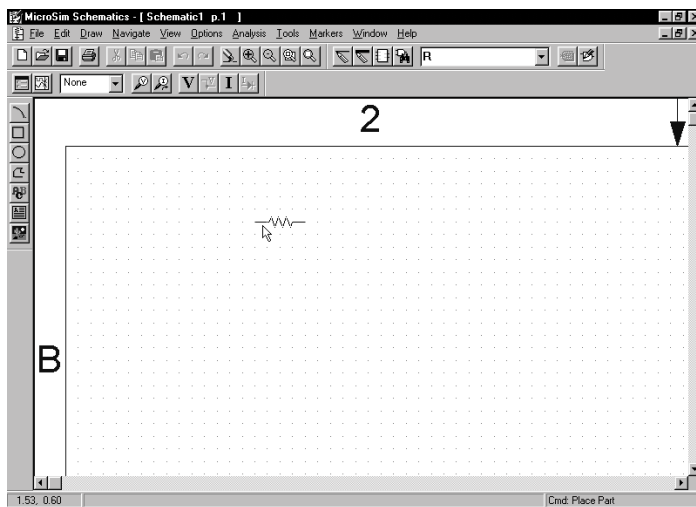 MicroSim Schematics - [ Schematic1 p.1 ]
File Edit Draw Navigate View Options Analysis Tools Markers Window Help
R
None
V I
2
B
1.53, 0.60 Cmd: Place Part